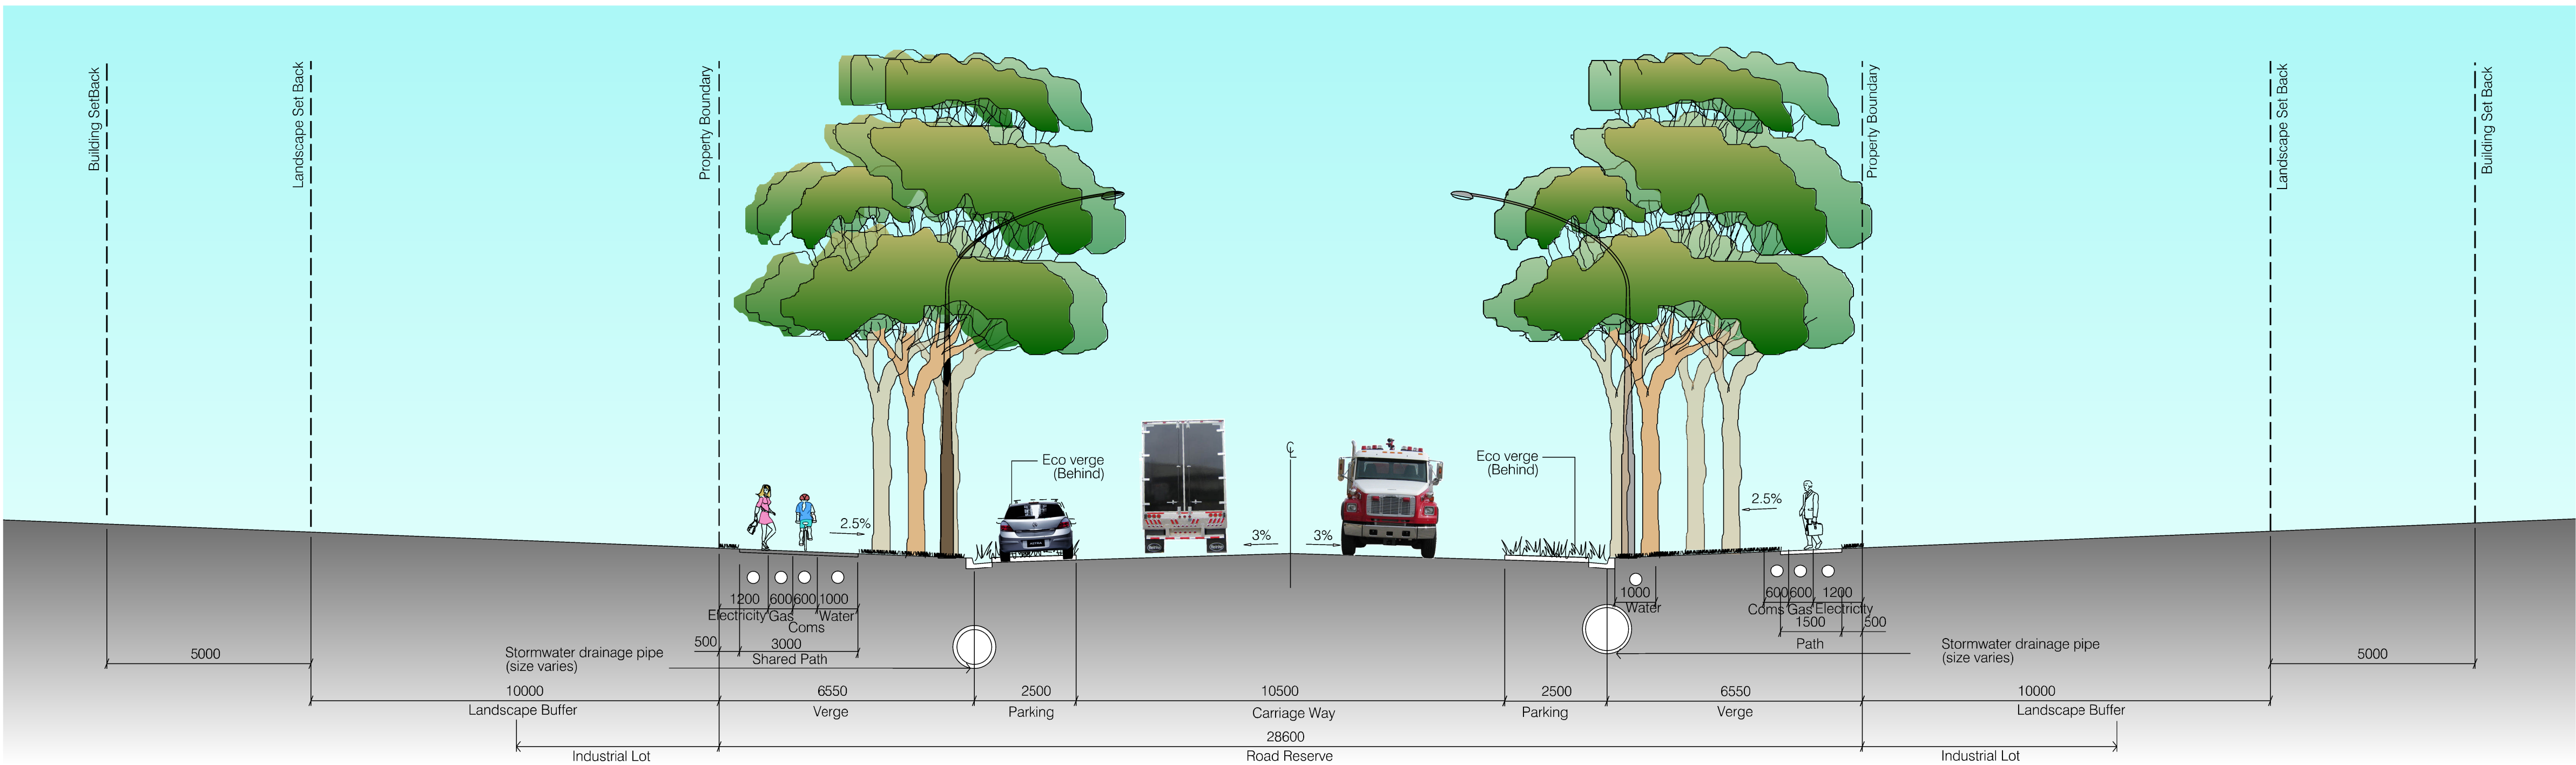 Building SetBack
Landscape Set Back
Property Boundary
Property Boundary
Landscape Set Back
Building Set Back
Eco verge
(Behind)
Eco verge
(Behind)
2.5%
3%
3%
2.5%
1200
600
600
1000
Electricity
Gas
Coms
Water
500
3000
Shared Path
1000
Water
600
600
1200
Coms
Gas
Electricity
1500
500
Path
Stormwater drainage pipe
(size varies)
Stormwater drainage pipe
(size varies)
5000
5000
10000
6550
2500
10500
2500
6550
10000
Landscape Buffer
Verge
Parking
Carriage Way
Parking
Verge
Landscape Buffer
28600
Industrial Lot
Road Reserve
Industrial Lot